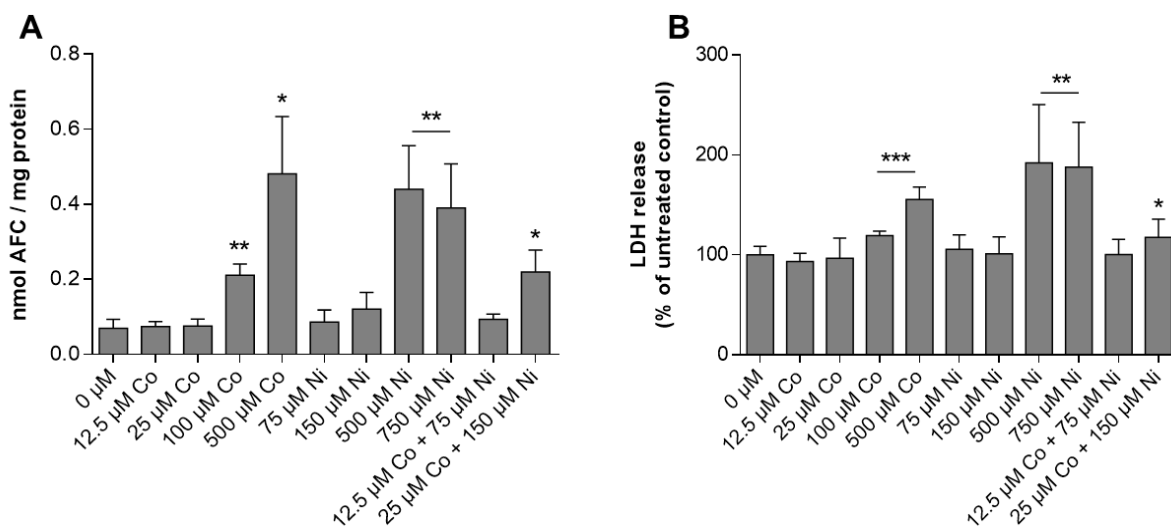 A
nmol AFC / mg protein
0.8
0.6
0.4
0.2
0.0
**
*
**
*
0 µM
12.5 µM Co
25 µM Co
100 µM Co
500 µM Co
75 µM Ni
150 µM Ni
500 µM Ni
750 µM Ni
12.5 µM Co + 75 µM Ni
25 µM Co + 150 µM Ni
B
LDH release
(% of untreated control)
300
200
100
0
***
**
*
0 µM
12.5 µM Co
25 µM Co
100 µM Co
500 µM Co
75 µM Ni
150 µM Ni
500 µM Ni
750 µM Ni
12.5 µM Co + 75 µM Ni
25 µM Co + 150 µM Ni